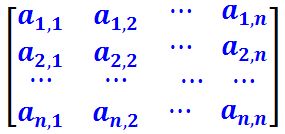 a1,1 a1,2 ⋯ a1,n
a2,1 a2,2 ⋯ a2,n
⋯ ⋯ ⋯ ⋯
an,1 an,2 ⋯ an,n